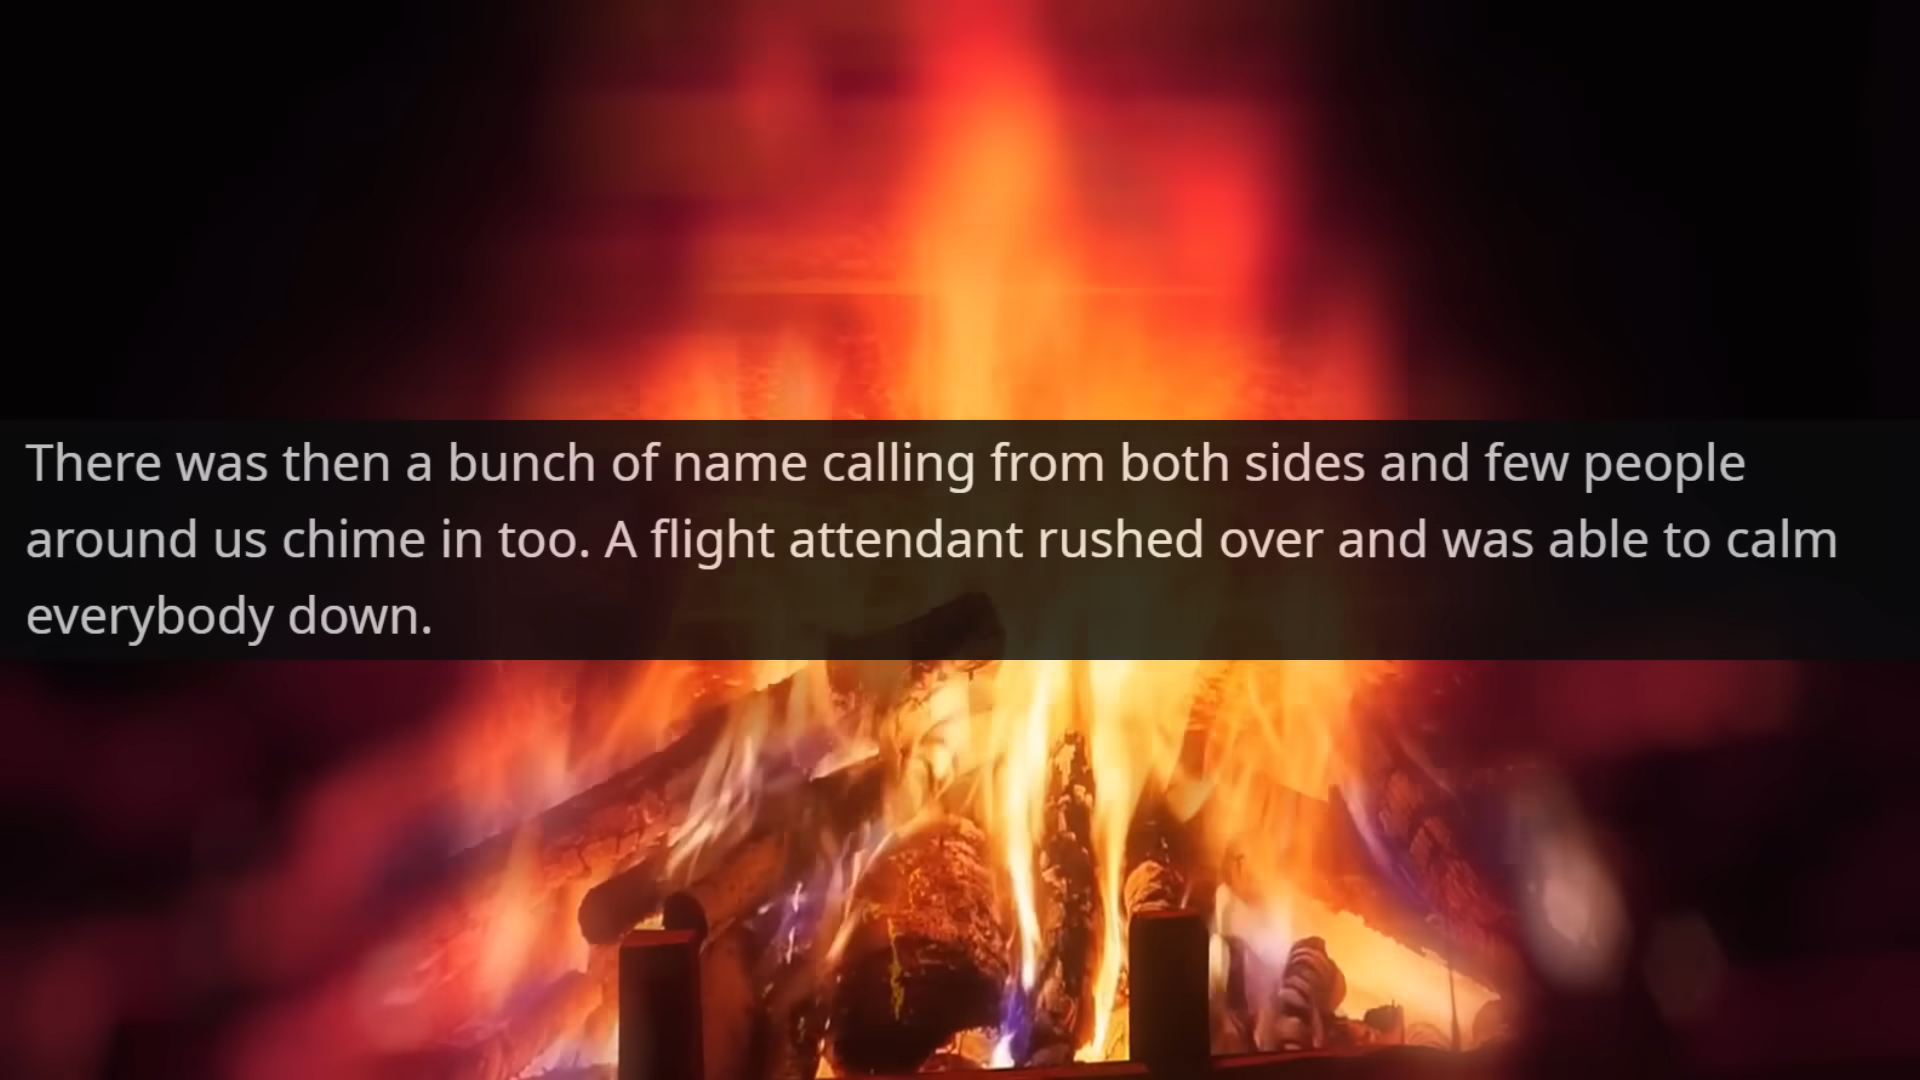 There was then a bunch of name calling from both sides and few people
around us chime in too. A flight attendant rushed over and was able to calm
everybody down.